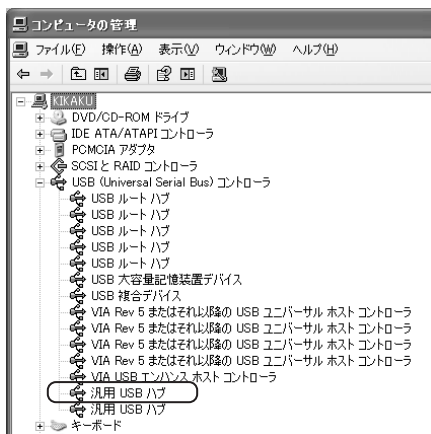 コンピュータの管理
ファイル(F) 操作(A) 表示(V) ウィンドウ(W) ヘルプ(H)
KIKAKU
DVD/CD-ROM ドライブ
IDE ATA/ATAPI コントローラ
PCMCIA アダプタ
SCSI と RAID コントローラ
USB (Universal Serial Bus) コントローラ
USB ルート ハブ
USB ルート ハブ
USB ルート ハブ
USB ルート ハブ
USB ルート ハブ
USB 大容量記憶装置デバイス
USB 複合デバイス
VIA Rev 5 またはそれ以降の USB ユニバーサル ホスト コントローラ
VIA Rev 5 またはそれ以降の USB ユニバーサル ホスト コントローラ
VIA Rev 5 またはそれ以降の USB ユニバーサル ホスト コントローラ
VIA Rev 5 またはそれ以降の USB ユニバーサル ホスト コントローラ
VIA USB エンハンス ホスト コントローラ
汎用 USB ハブ
汎用 USB ハブ
キーボード